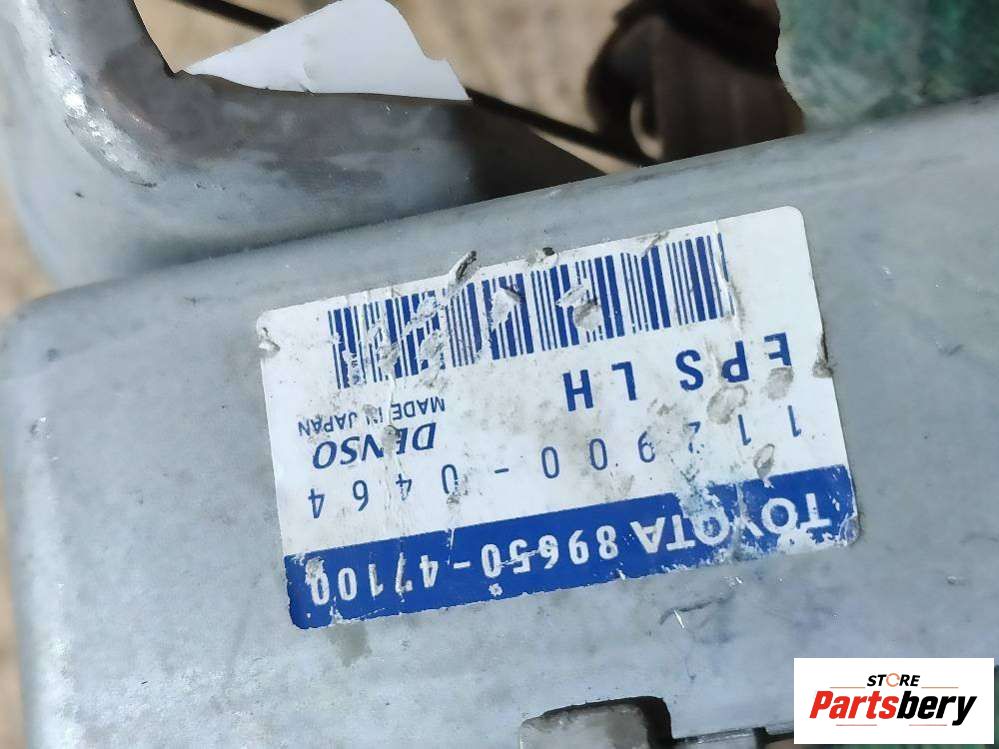 TOYOTA 89650-47100
112900-0464
EPS LH
DENSO
MADE IN JAPAN
STORE
Partsbery